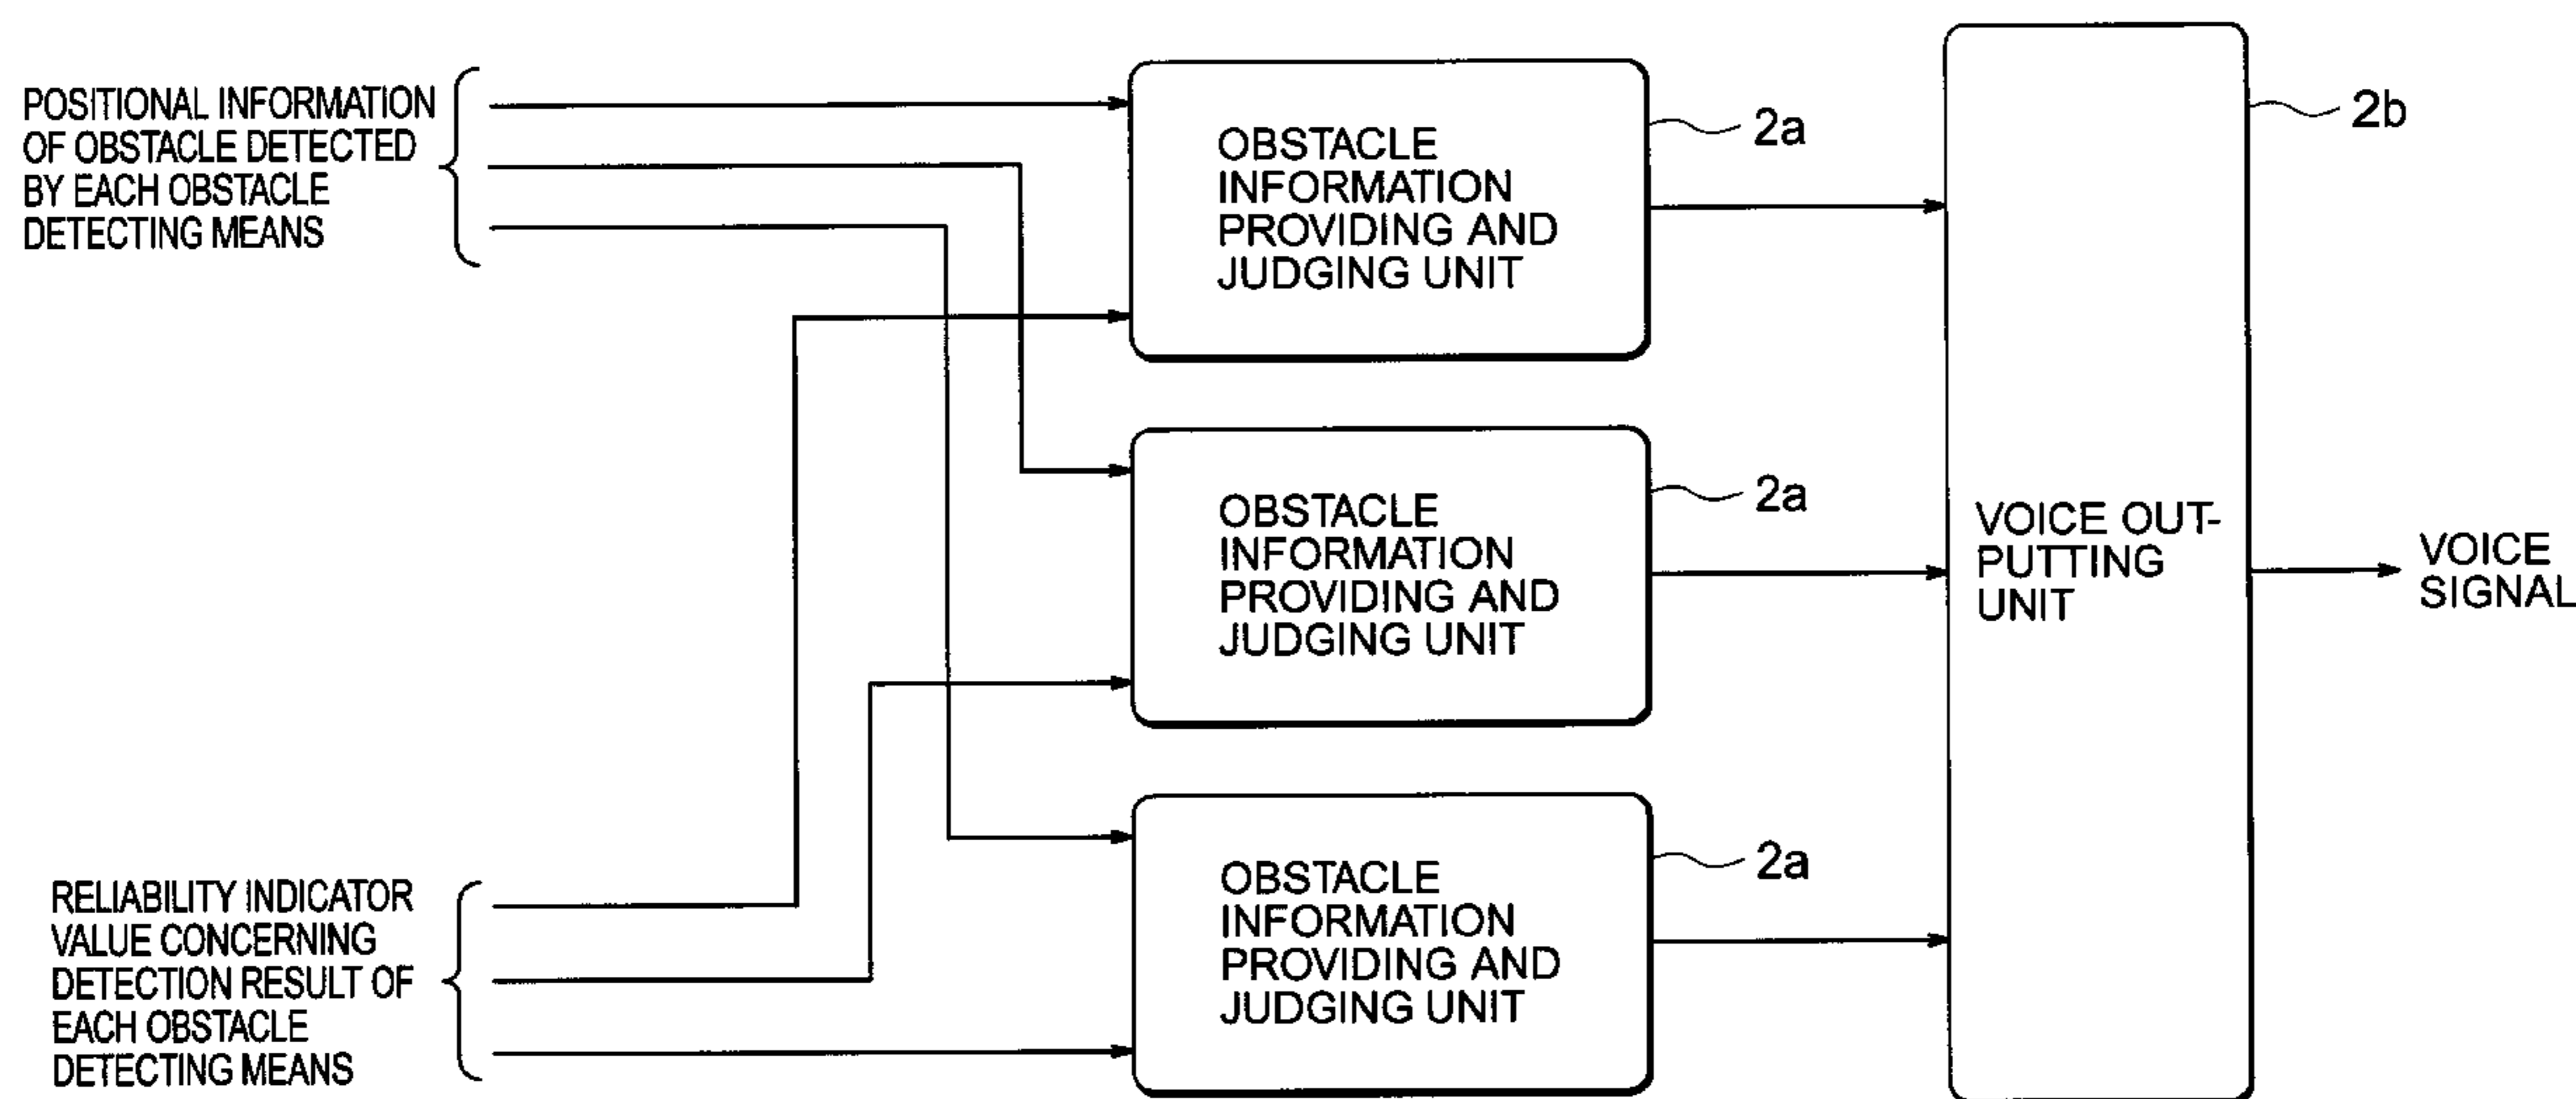 POSITIONAL INFORMATION
OF OBSTACLE DETECTED
BY EACH OBSTACLE
DETECTING MEANS
RELIABILITY INDICATOR
VALUE CONCERNING
DETECTION RESULT OF
EACH OBSTACLE
DETECTING MEANS
OBSTACLE
INFORMATION
PROVIDING AND
JUDGING UNIT
2a
OBSTACLE
INFORMATION
PROVIDING AND
JUDGING UNIT
2a
OBSTACLE
INFORMATION
PROVIDING AND
JUDGING UNIT
2a
VOICE OUT-
PUTTING
UNIT
2b
VOICE
SIGNAL